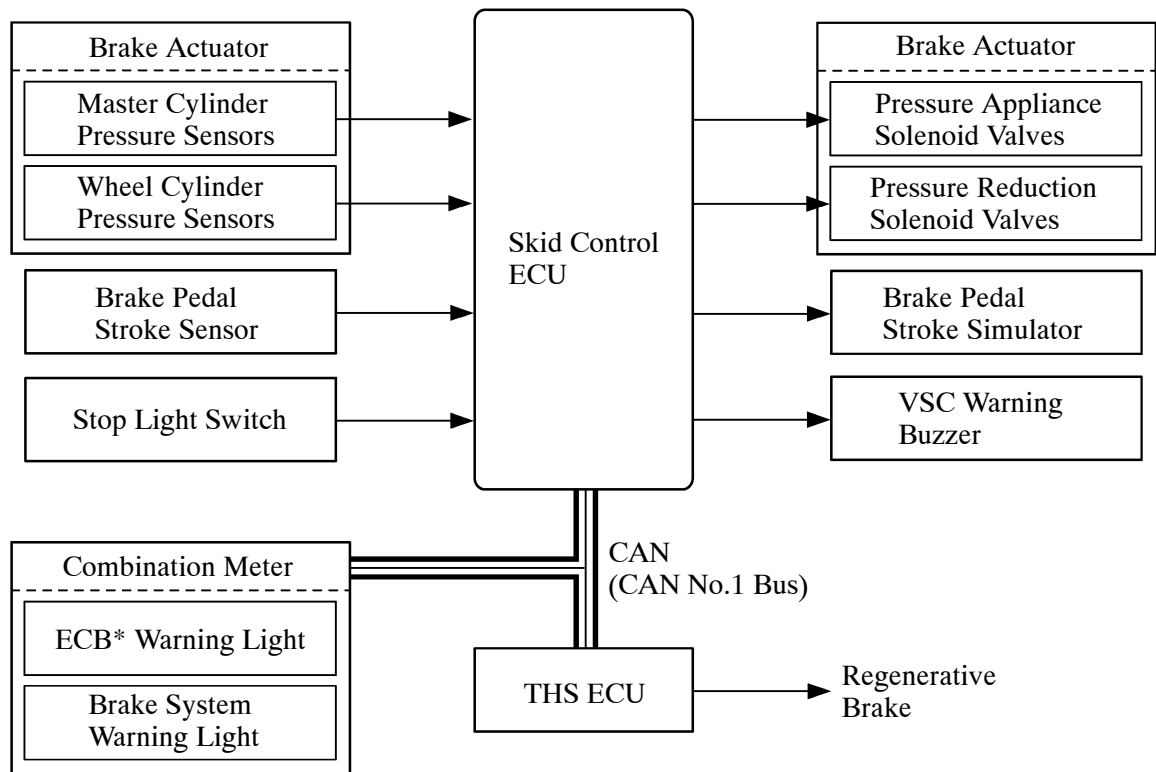 Brake Actuator
Master Cylinder
Pressure Sensors
Wheel Cylinder
Pressure Sensors
Brake Pedal
Stroke Sensor
Stop Light Switch
Skid Control
ECU
Brake Actuator
Pressure Appliance
Solenoid Valves
Pressure Reduction
Solenoid Valves
Brake Pedal
Stroke Simulator
VSC Warning
Buzzer
Combination Meter
ECB* Warning Light
Brake System
Warning Light
CAN
(CAN No.1 Bus)
THS ECU
Regenerative
Brake